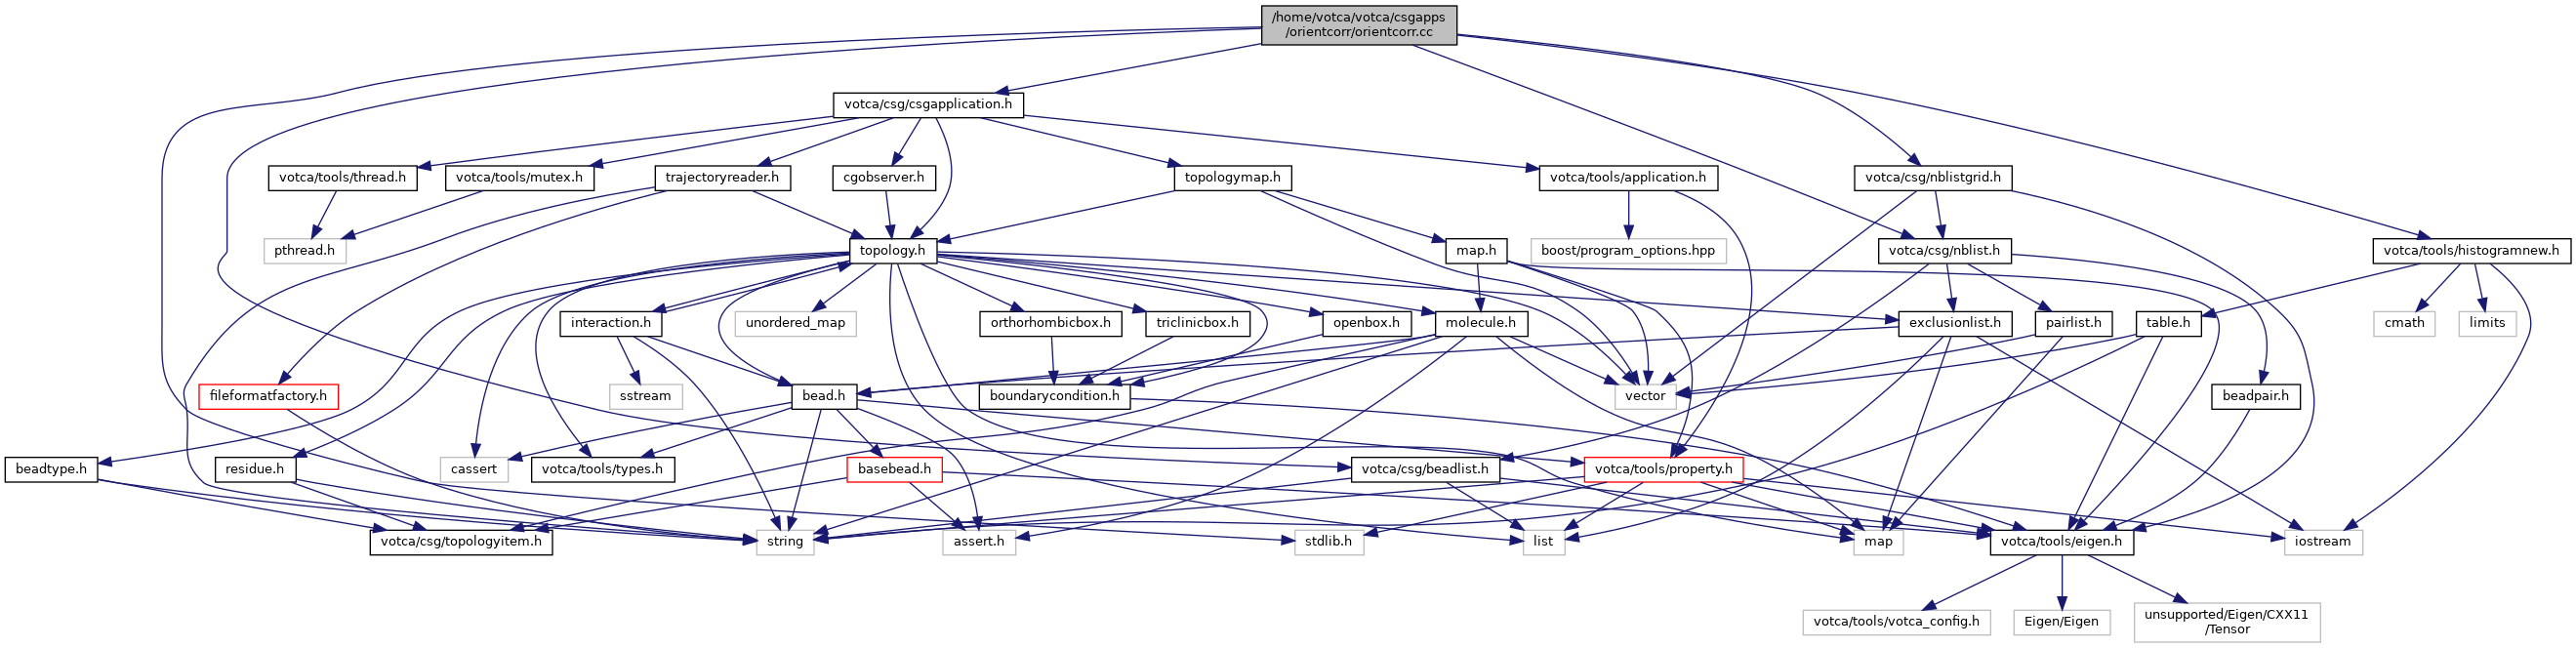 /home/votca/votca/csgapps
/orientcorr/orientcorr.cc
votca/csg/csgapplication.h
votca/tools/thread.h
votca/tools/mutex.h
trajectoryreader.h
cgobserver.h
topologymap.h
votca/tools/application.h
votca/csg/nblistgrid.h
pthread.h
topology.h
map.h
boost/program_options.hpp
votca/csg/nblist.h
votca/tools/histogramnew.h
interaction.h
unordered_map
orthorhombicbox.h
triclinicbox.h
openbox.h
molecule.h
exclusionlist.h
pairlist.h
table.h
cmath
limits
fileformatfactory.h
sstream
bead.h
boundarycondition.h
vector
beadpair.h
beadtype.h
residue.h
cassert
votca/tools/types.h
basebead.h
votca/csg/beadlist.h
votca/tools/property.h
votca/csg/topologyitem.h
string
assert.h
stdlib.h
list
map
votca/tools/eigen.h
iostream
votca/tools/votca_config.h
Eigen/Eigen
unsupported/Eigen/CXX11
/Tensor